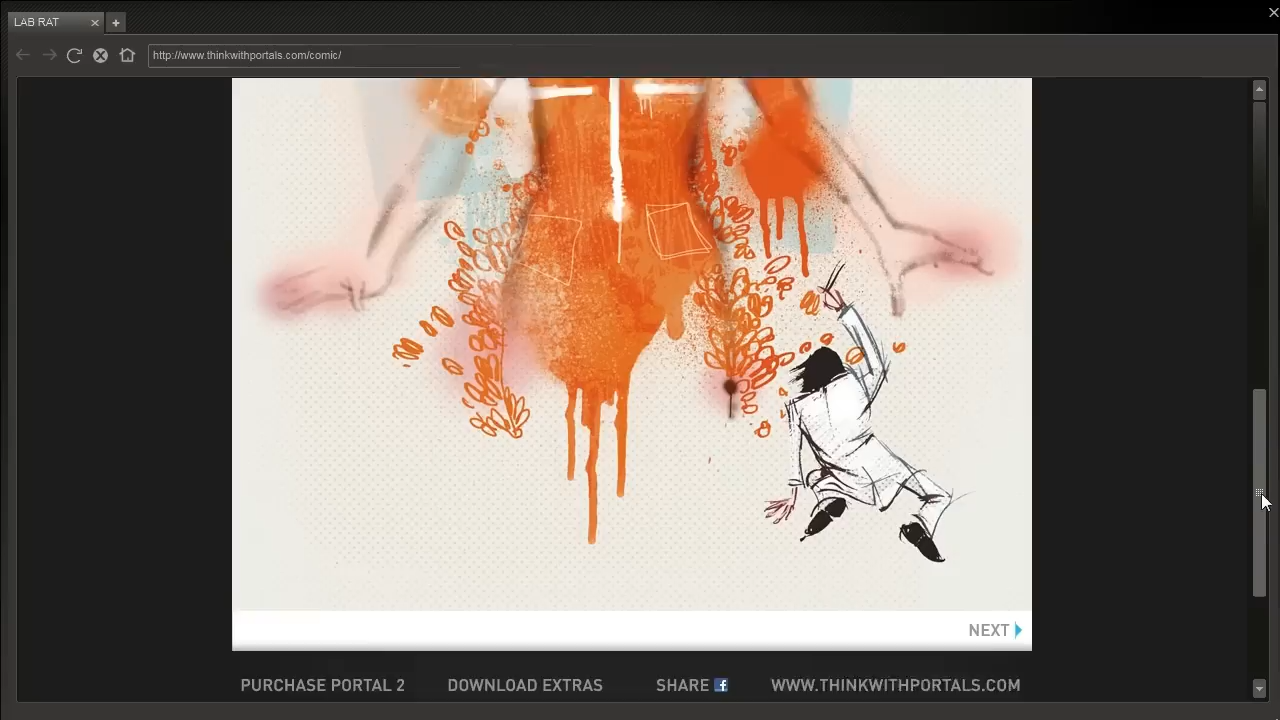 LAB RAT
http://www.thinkwithportals.com/comic/
NEXT
PURCHASE PORTAL 2 DOWNLOAD EXTRAS SHARE WWW.THINKWITHPORTALS.COM